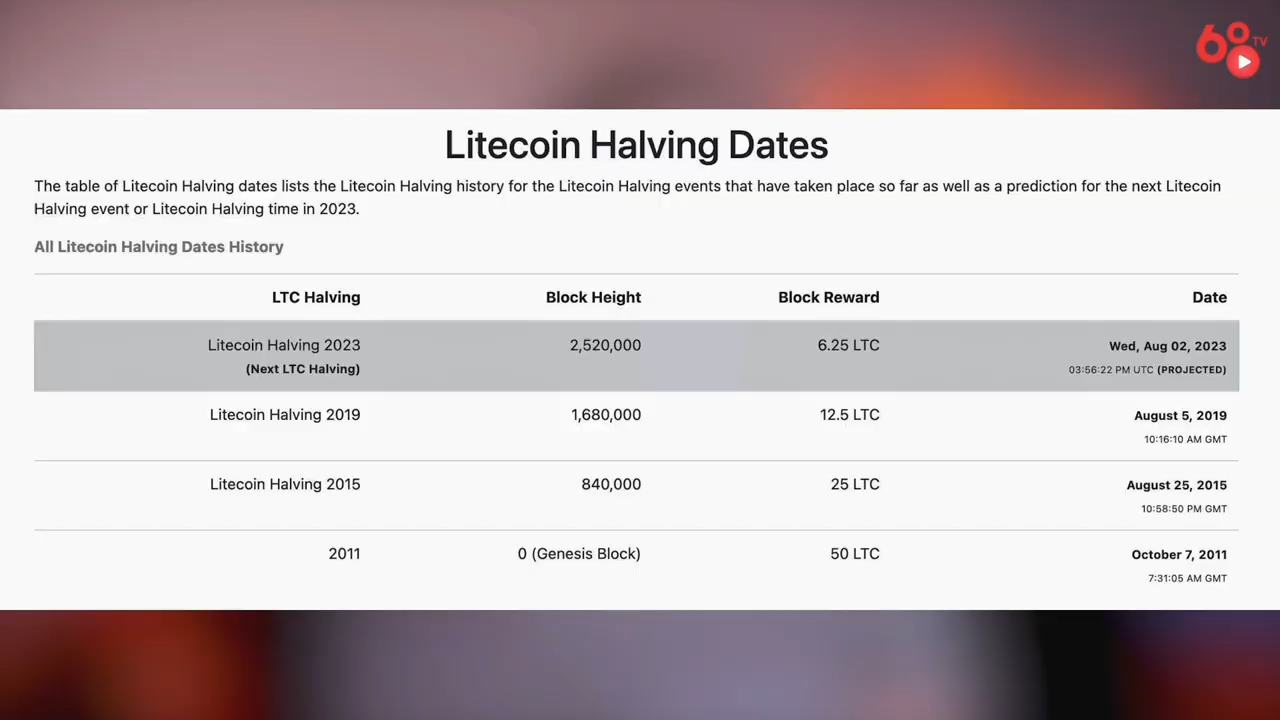 6 TV
Litecoin Halving Dates
The table of Litecoin Halving dates lists the Litecoin Halving history for the Litecoin Halving events that have taken place so far as well as a prediction for the next Litecoin
Halving event or Litecoin Halving time in 2023.
All Litecoin Halving Dates History
LTC Halving Block Height Block Reward Date
Litecoin Halving 2023 2,520,000 6.25 LTC Wed, Aug 02, 2023
(Next LTC Halving) 03:56:22 PM UTC (PROJECTED)
Litecoin Halving 2019 1,680,000 12.5 LTC August 5, 2019
10:16:10 AM GMT
Litecoin Halving 2015 840,000 25 LTC August 25, 2015
10:58:50 PM GMT
2011 0 (Genesis Block) 50 LTC October 7, 2011
7:31:05 AM GMT